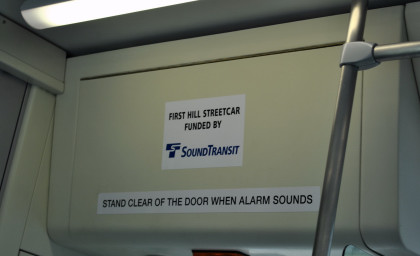 FIRST HILL STREETCAR
FUNDED BY
SOUNDTRANSIT
STAND CLEAR OF THE DOOR WHEN ALARM SOUNDS